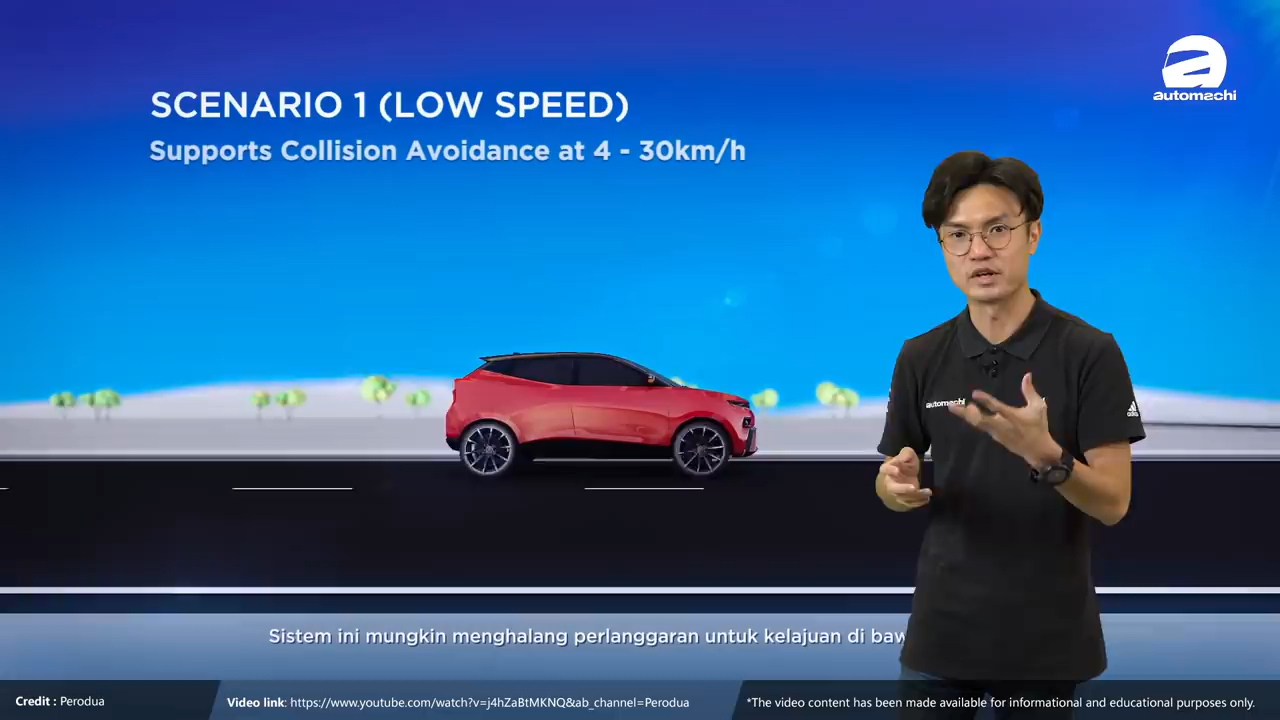 SCENARIO 1 (LOW SPEED)
Supports Collision Avoidance at 4 - 30km/h
automachi
automachi
adidas
Sistem ini mungkin menghalang perlanggaran untuk kelajuan di
Credit : Perodua
Video link: https://www.youtube.com/watch?v=j4hZaBtMKNQ&ab_channel=Perodua
*The video content has been made available for informational and educational purposes only.